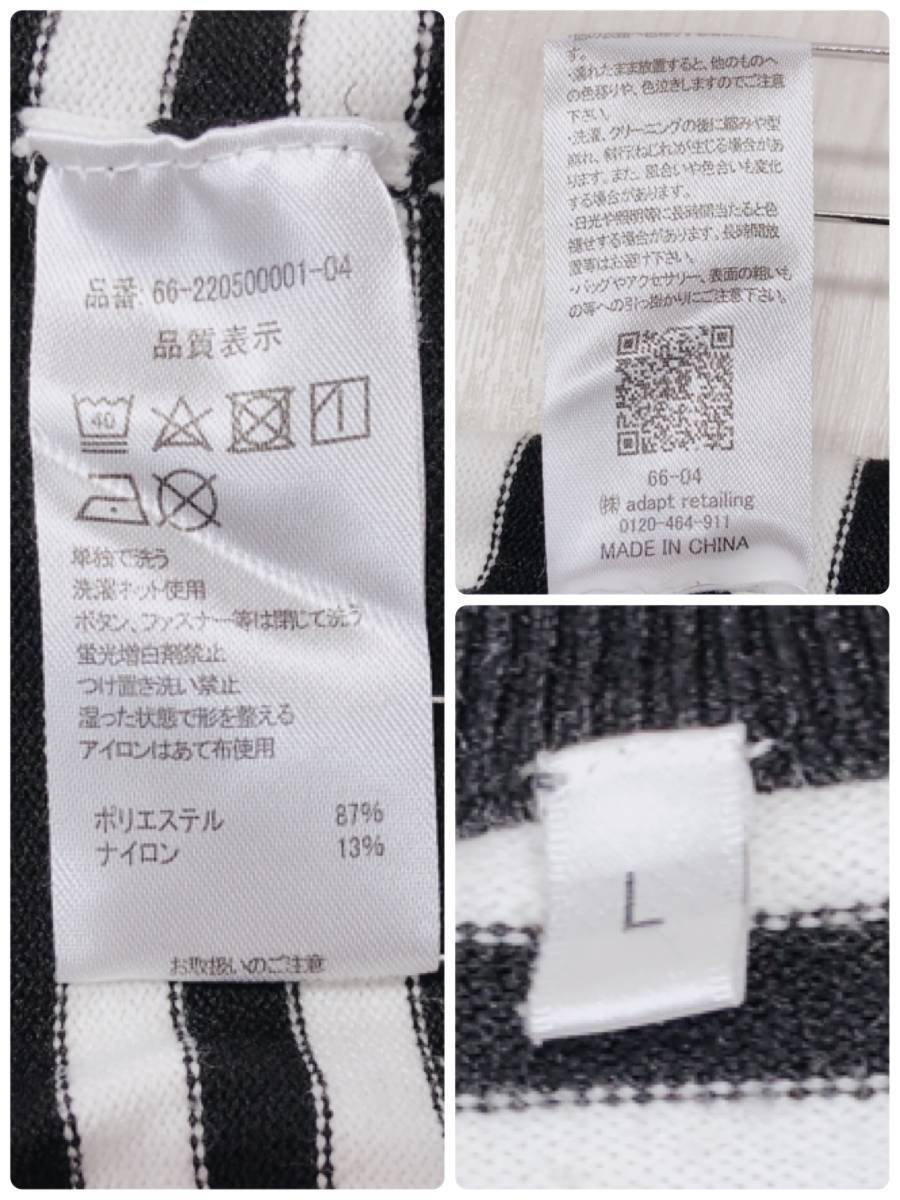 品番: 66-220500001-04
品質表示
40
単独で洗う
洗濯ネット使用
ボタン、ファスナー等は閉じて洗う
蛍光増白剤禁止
つけ置き洗い禁止
湿った状態で形を整える
アイロンはあて布使用
ポリエステル 87%
ナイロン 13%
お取扱いのご注意
す。
・濡れたまま放置すると、他のものへ
の色移りや、色泣きしますのでご注意
下さい。
・洗濯、クリーニングの後に縮みや型
崩れ、斜行(ねじれ)が生じる場合があ
ります。また、風合いや色合いも変化
する場合があります。
・日光や照明等に長時間当たると色
褪せする場合があります。長時間放
置等はお避け下さい。
・バッグやアクセサリー、表面の粗いも
の等への引っ掛かりにご注意下さい。
66-04
㈱ adapt retailing
0120-464-911
MADE IN CHINA
L